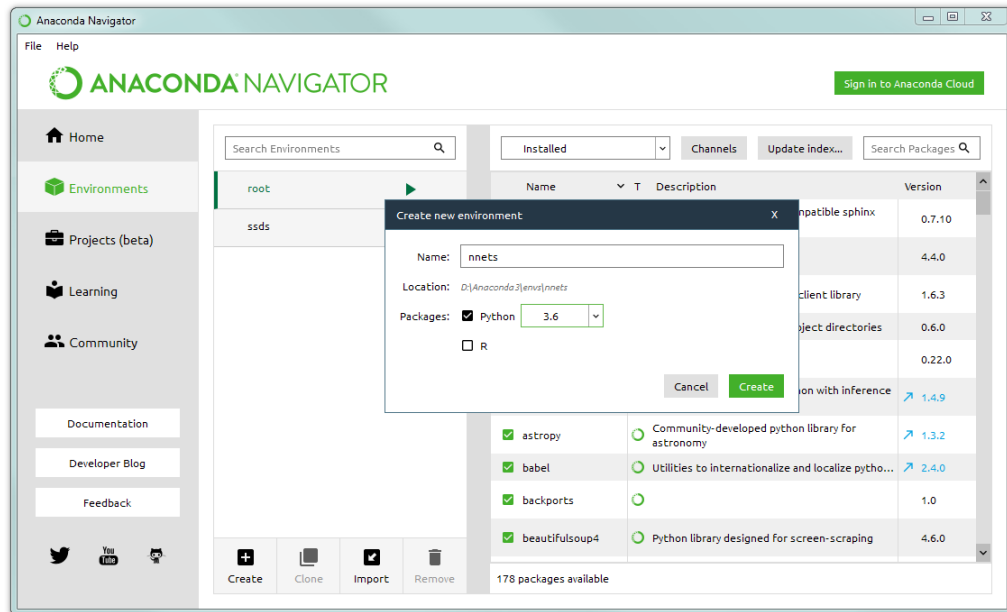 Anaconda Navigator
File Help
ANACONDA NAVIGATOR
Sign in to Anaconda Cloud
Home
Environments
Projects (beta)
Learning
Community
Documentation
Developer Blog
Feedback
You
Tube
Search Environments
root
ssds
Create Clone Import Remove
Installed Channels Update index... Search Packages
Name T Description Version
sphinx 0.7.10
4.4.0
client library 1.6.3
directories 0.6.0
0.22.0
with inference 1.4.9
astropy Community-developed python library for
astronomy 1.3.2
babel Utilities to internationalize and localize pytho... 2.4.0
backports 1.0
beautifulsoup4 Python library designed for screen-scraping 4.6.0
178 packages available
Create new environment X
Name: nnets
Location: D:\Anaconda3\envs\nnets
Packages: Python 3.6
R
Cancel Create